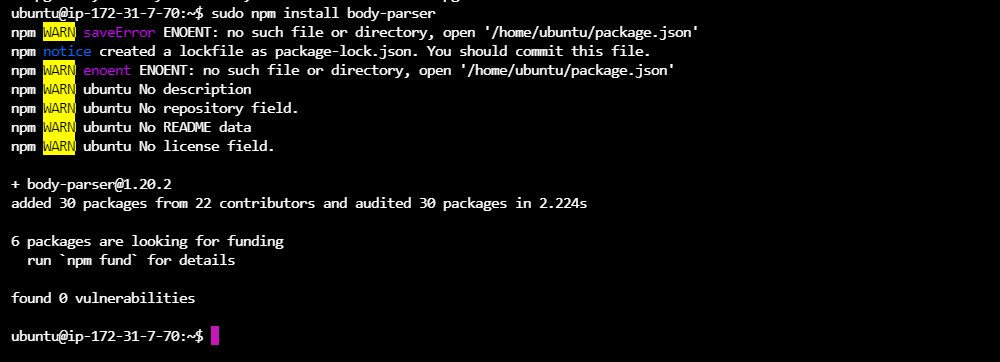 ubuntu@ip-172-31-7-70:~$ sudo npm install body-parser
npm WARN saveError ENOENT: no such file or directory, open '/home/ubuntu/package.json'
npm notice created a lockfile as package-lock.json. You should commit this file.
npm WARN enoent ENOENT: no such file or directory, open '/home/ubuntu/package.json'
npm WARN ubuntu No description
npm WARN ubuntu No repository field.
npm WARN ubuntu No README data
npm WARN ubuntu No license field.

+ body-parser@1.20.2
added 30 packages from 22 contributors and audited 30 packages in 2.224s

6 packages are looking for funding
  run `npm fund` for details

found 0 vulnerabilities

ubuntu@ip-172-31-7-70:~$